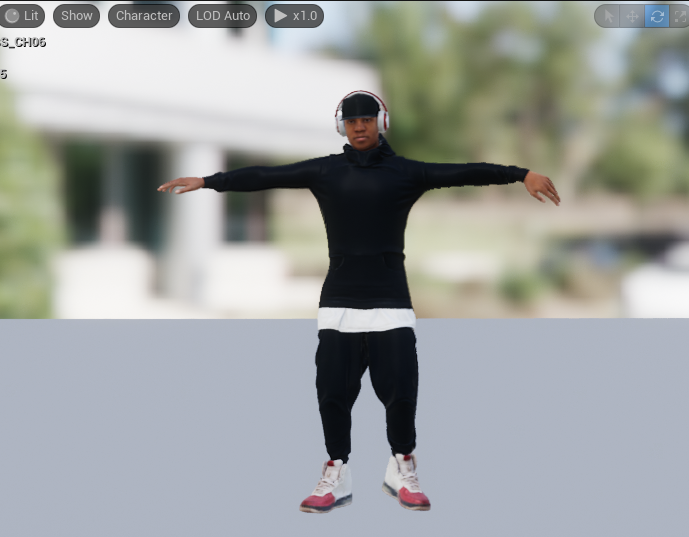 Lit Show Character LOD Auto x1.0
S_CH06
5